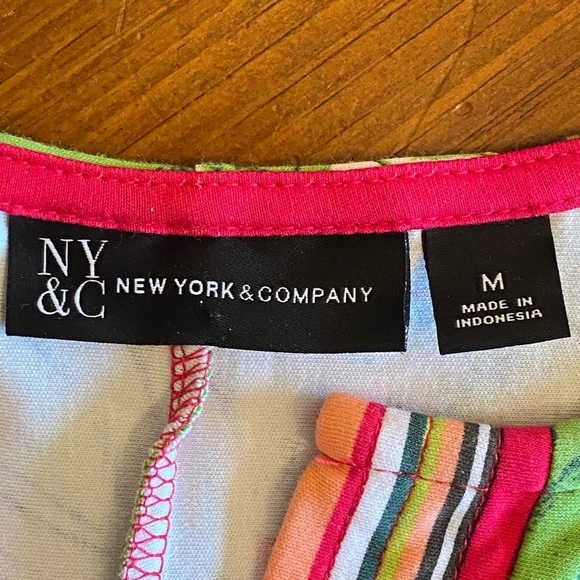 NY
&C
NEW YORK & COMPANY
M
MADE IN
INDONESIA